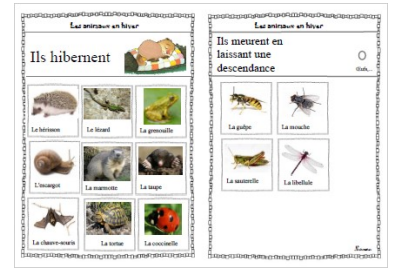 Les animaux en hiver
Ils hibernent
Le hérisson
Le lézard
La grenouille
L'escargot
La marmotte
La taupe
La chauve-souris
La tortue
La coccinelle
Les animaux en hiver
Ils meurent en
laissant une
descendance
La guêpe
La mouche
La sauterelle
La libellule